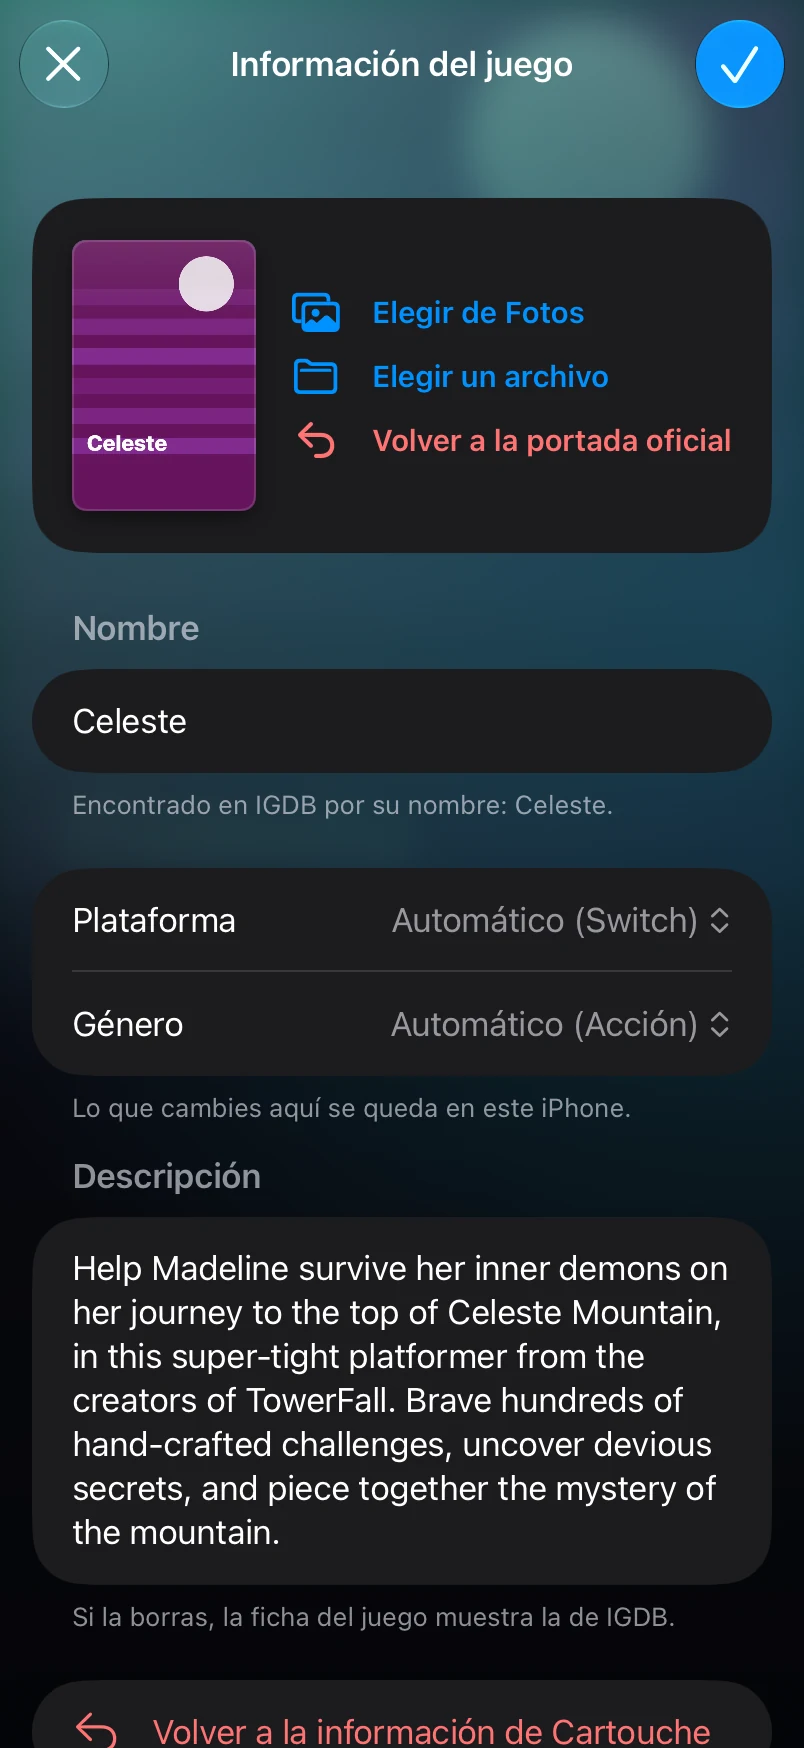 Información del juego
Celeste
Elegir de Fotos
Elegir un archivo
Volver a la portada oficial
Nombre
Celeste
Encontrado en IGDB por su nombre: Celeste.
Plataforma Automático (Switch)
Género Automático (Acción)
Lo que cambies aquí se queda en este iPhone.
Descripción
Help Madeline survive her inner demons on
her journey to the top of Celeste Mountain,
in this super-tight platformer from the
creators of TowerFall. Brave hundreds of
hand-crafted challenges, uncover devious
secrets, and piece together the mystery of
the mountain.
Si la borras, la ficha del juego muestra la de IGDB.
Volver a la información de Cartouche